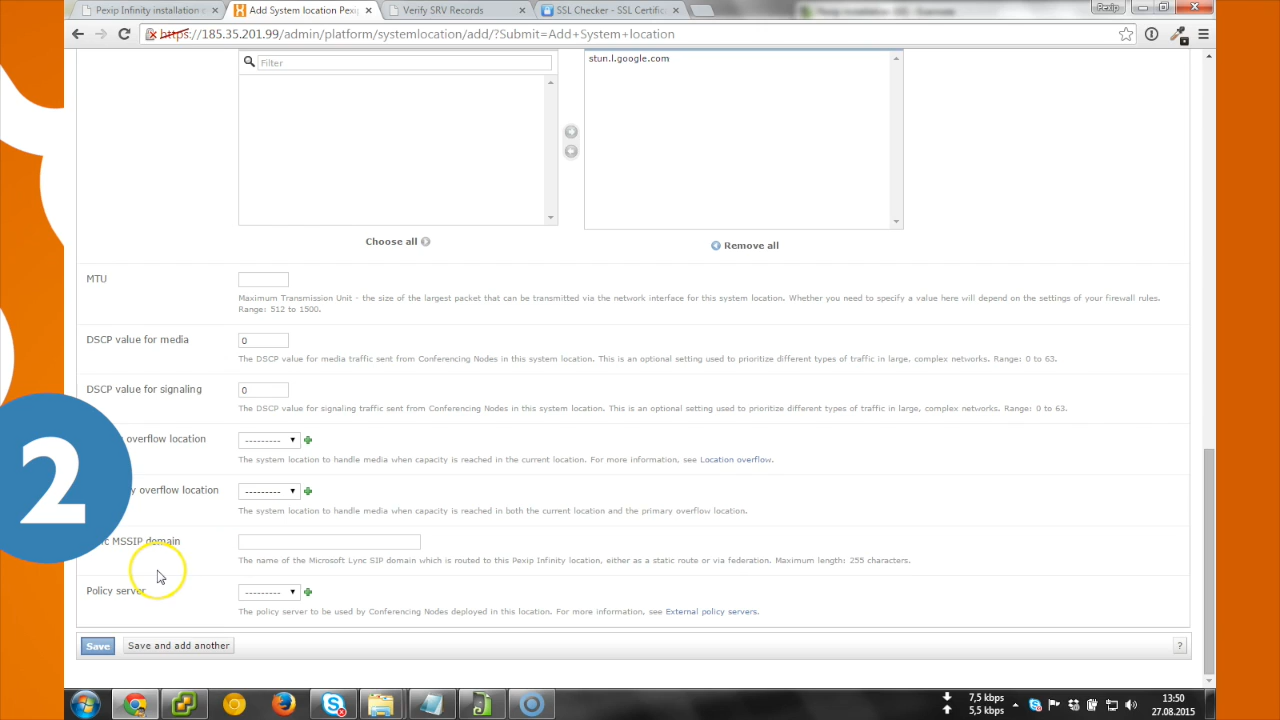 Pexip Infinity installation
Add System location Pexip
Verify SRV Records
SSL Checker - SSL Certific
Pexip
https://185.35.201.99/admin/platform/systemlocation/add/?Submit=Add+System+location
Filter
stun.l.google.com
Choose all
Remove all
MTU
Maximum Transmission Unit - the size of the largest packet that can be transmitted via the network interface for this system location. Whether you need to specify a value here will depend on the settings of your firewall rules.
Range: 512 to 1500.
DSCP value for media
0
The DSCP value for media traffic sent from Conferencing Nodes in this system location. This is an optional setting used to prioritize different types of traffic in large, complex networks. Range: 0 to 63.
DSCP value for signaling
0
The DSCP value for signaling traffic sent from Conferencing Nodes in this system location. This is an optional setting used to prioritize different types of traffic in large, complex networks. Range: 0 to 63.
overflow location
---------
The system location to handle media when capacity is reached in the current location. For more information, see Location overflow.
y overflow location
---------
The system location to handle media when capacity is reached in both the current location and the primary overflow location.
MSSIP domain
The name of the Microsoft Lync SIP domain which is routed to this Pexip Infinity location, either as a static route or via federation. Maximum length: 255 characters.
Policy server
---------
The policy server to be used by Conferencing Nodes deployed in this location. For more information, see External policy servers.
Save
Save and add another
?
2
7,5 kbps
5,5 kbps
13:50
27.08.2015